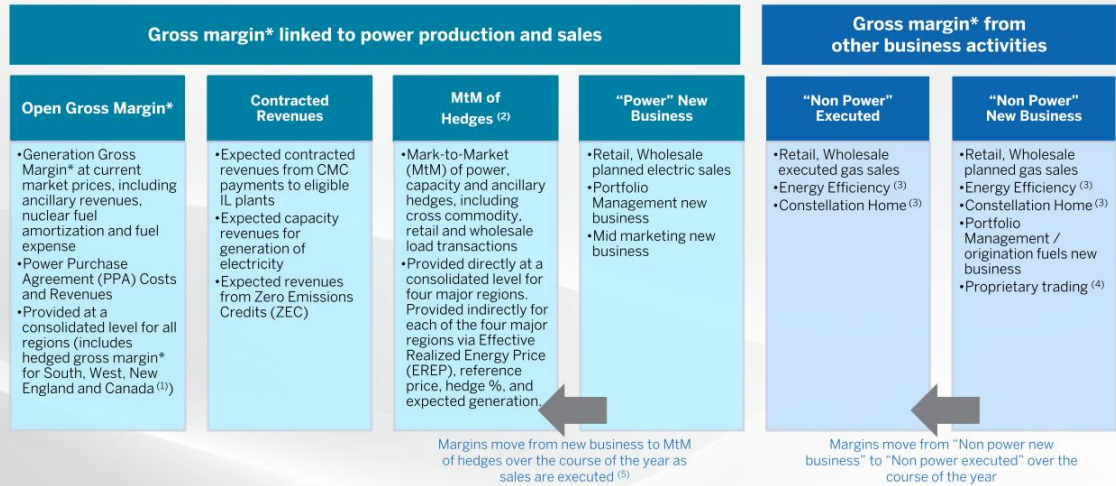 Gross margin* linked to power production and sales
Gross margin* from
other business activities
Open Gross Margin*
•Generation Gross
Margin* at current
market prices, including
ancillary revenues,
nuclear fuel
amortization and fuel
expense
•Power Purchase
Agreement (PPA) Costs
and Revenues
•Provided at a
consolidated level for all
regions (includes
hedged gross margin*
for South, West, New
England and Canada (1))
Contracted
Revenues
•Expected contracted
revenues from CMC
payments to eligible
IL plants
•Expected capacity
revenues for
generation of
electricity
•Expected revenues
from Zero Emissions
Credits (ZEC)
MtM of
Hedges (2)
•Mark-to-Market
(MtM) of power,
capacity and ancillary
hedges, including
cross commodity,
retail and wholesale
load transactions
•Provided directly at a
consolidated level for
four major regions.
Provided indirectly for
each of the four major
regions via Effective
Realized Energy Price
(EREP), reference
price, hedge %, and
expected generation.
“Power” New
Business
•Retail, Wholesale
planned electric sales
•Portfolio
Management new
business
•Mid marketing new
business
“Non Power”
Executed
•Retail, Wholesale
executed gas sales
•Energy Efficiency (3)
•Constellation Home (3)
“Non Power”
New Business
•Retail, Wholesale
planned gas sales
•Energy Efficiency (3)
•Constellation Home (3)
•Portfolio
Management /
origination fuels new
business
•Proprietary trading (4)
Margins move from new business to MtM
of hedges over the course of the year as
sales are executed (5)
Margins move from “Non power new
business” to “Non power executed” over the
course of the year